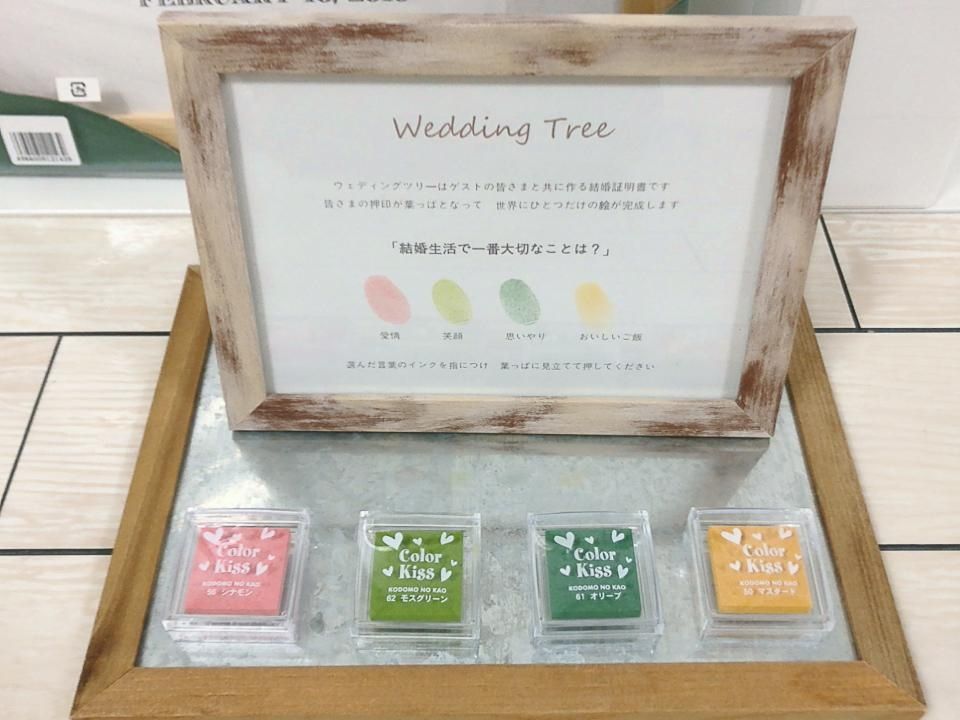 Wedding Tree
ウェディングツリーはゲストの皆さまと共に作る結婚証明書です
皆さまの押印が葉っぱとなって 世界にひとつだけの絵が完成します
「結婚生活で一番大切なことは？」
愛情 笑顔 思いやり おいしいご飯
選んだ言葉のインクを指につけ 葉っぱに見立てて押してください
Color
Kiss
KODOMO NO KAO
56 シナモン
Color
Kiss
KODOMO NO KAO
62 モスグリーン
Color
Kiss
KODOMO NO KAO
61 オリーブ
Color
Kiss
KODOMO NO KAO
50 マスタード